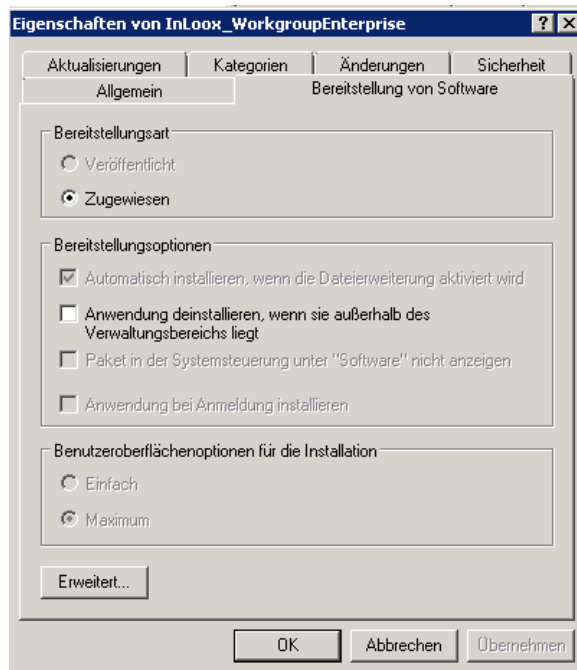 Eigenschaften von InLoox_WorkgroupEnterprise
Aktualisierungen
Kategorien
Änderungen
Sicherheit
Allgemein
Bereitstellung von Software
Bereitstellungsart
Veröffentlicht
Zugewiesen
Bereitstellungsoptionen
Automatisch installieren, wenn die Dateierweiterung aktiviert wird
Anwendung deinstallieren, wenn sie außerhalb des
Verwaltungsbereichs liegt
Paket in der Systemsteuerung unter "Software" nicht anzeigen
Anwendung bei Anmeldung installieren
Benutzeroberflächenoptionen für die Installation
Einfach
Maximum
Erweitert...
OK
Abbrechen
Übernehmen